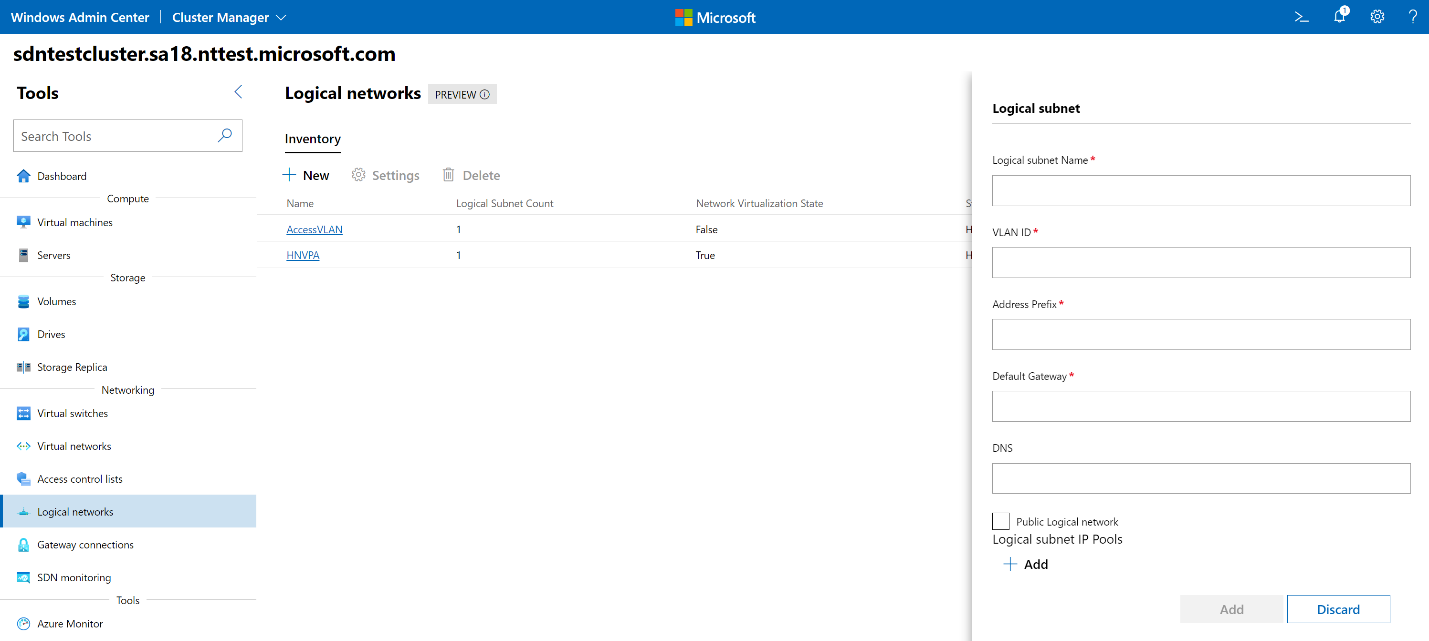 Windows Admin Center | Cluster Manager
Microsoft
1
?
sdntestcluster.sa18.nttest.microsoft.com
Tools
Search Tools
Dashboard
Compute
Virtual machines
Servers
Storage
Volumes
Drives
Storage Replica
Networking
Virtual switches
Virtual networks
Access control lists
Logical networks
Gateway connections
SDN monitoring
Tools
Azure Monitor
Logical networks PREVIEW
Inventory
New Settings Delete
Name Logical Subnet Count Network Virtualization State
AccessVLAN 1 False
HNVPA 1 True
Logical subnet
Logical subnet Name *
VLAN ID *
Address Prefix *
Default Gateway *
DNS
Public Logical network
Logical subnet IP Pools
Add
Add Discard